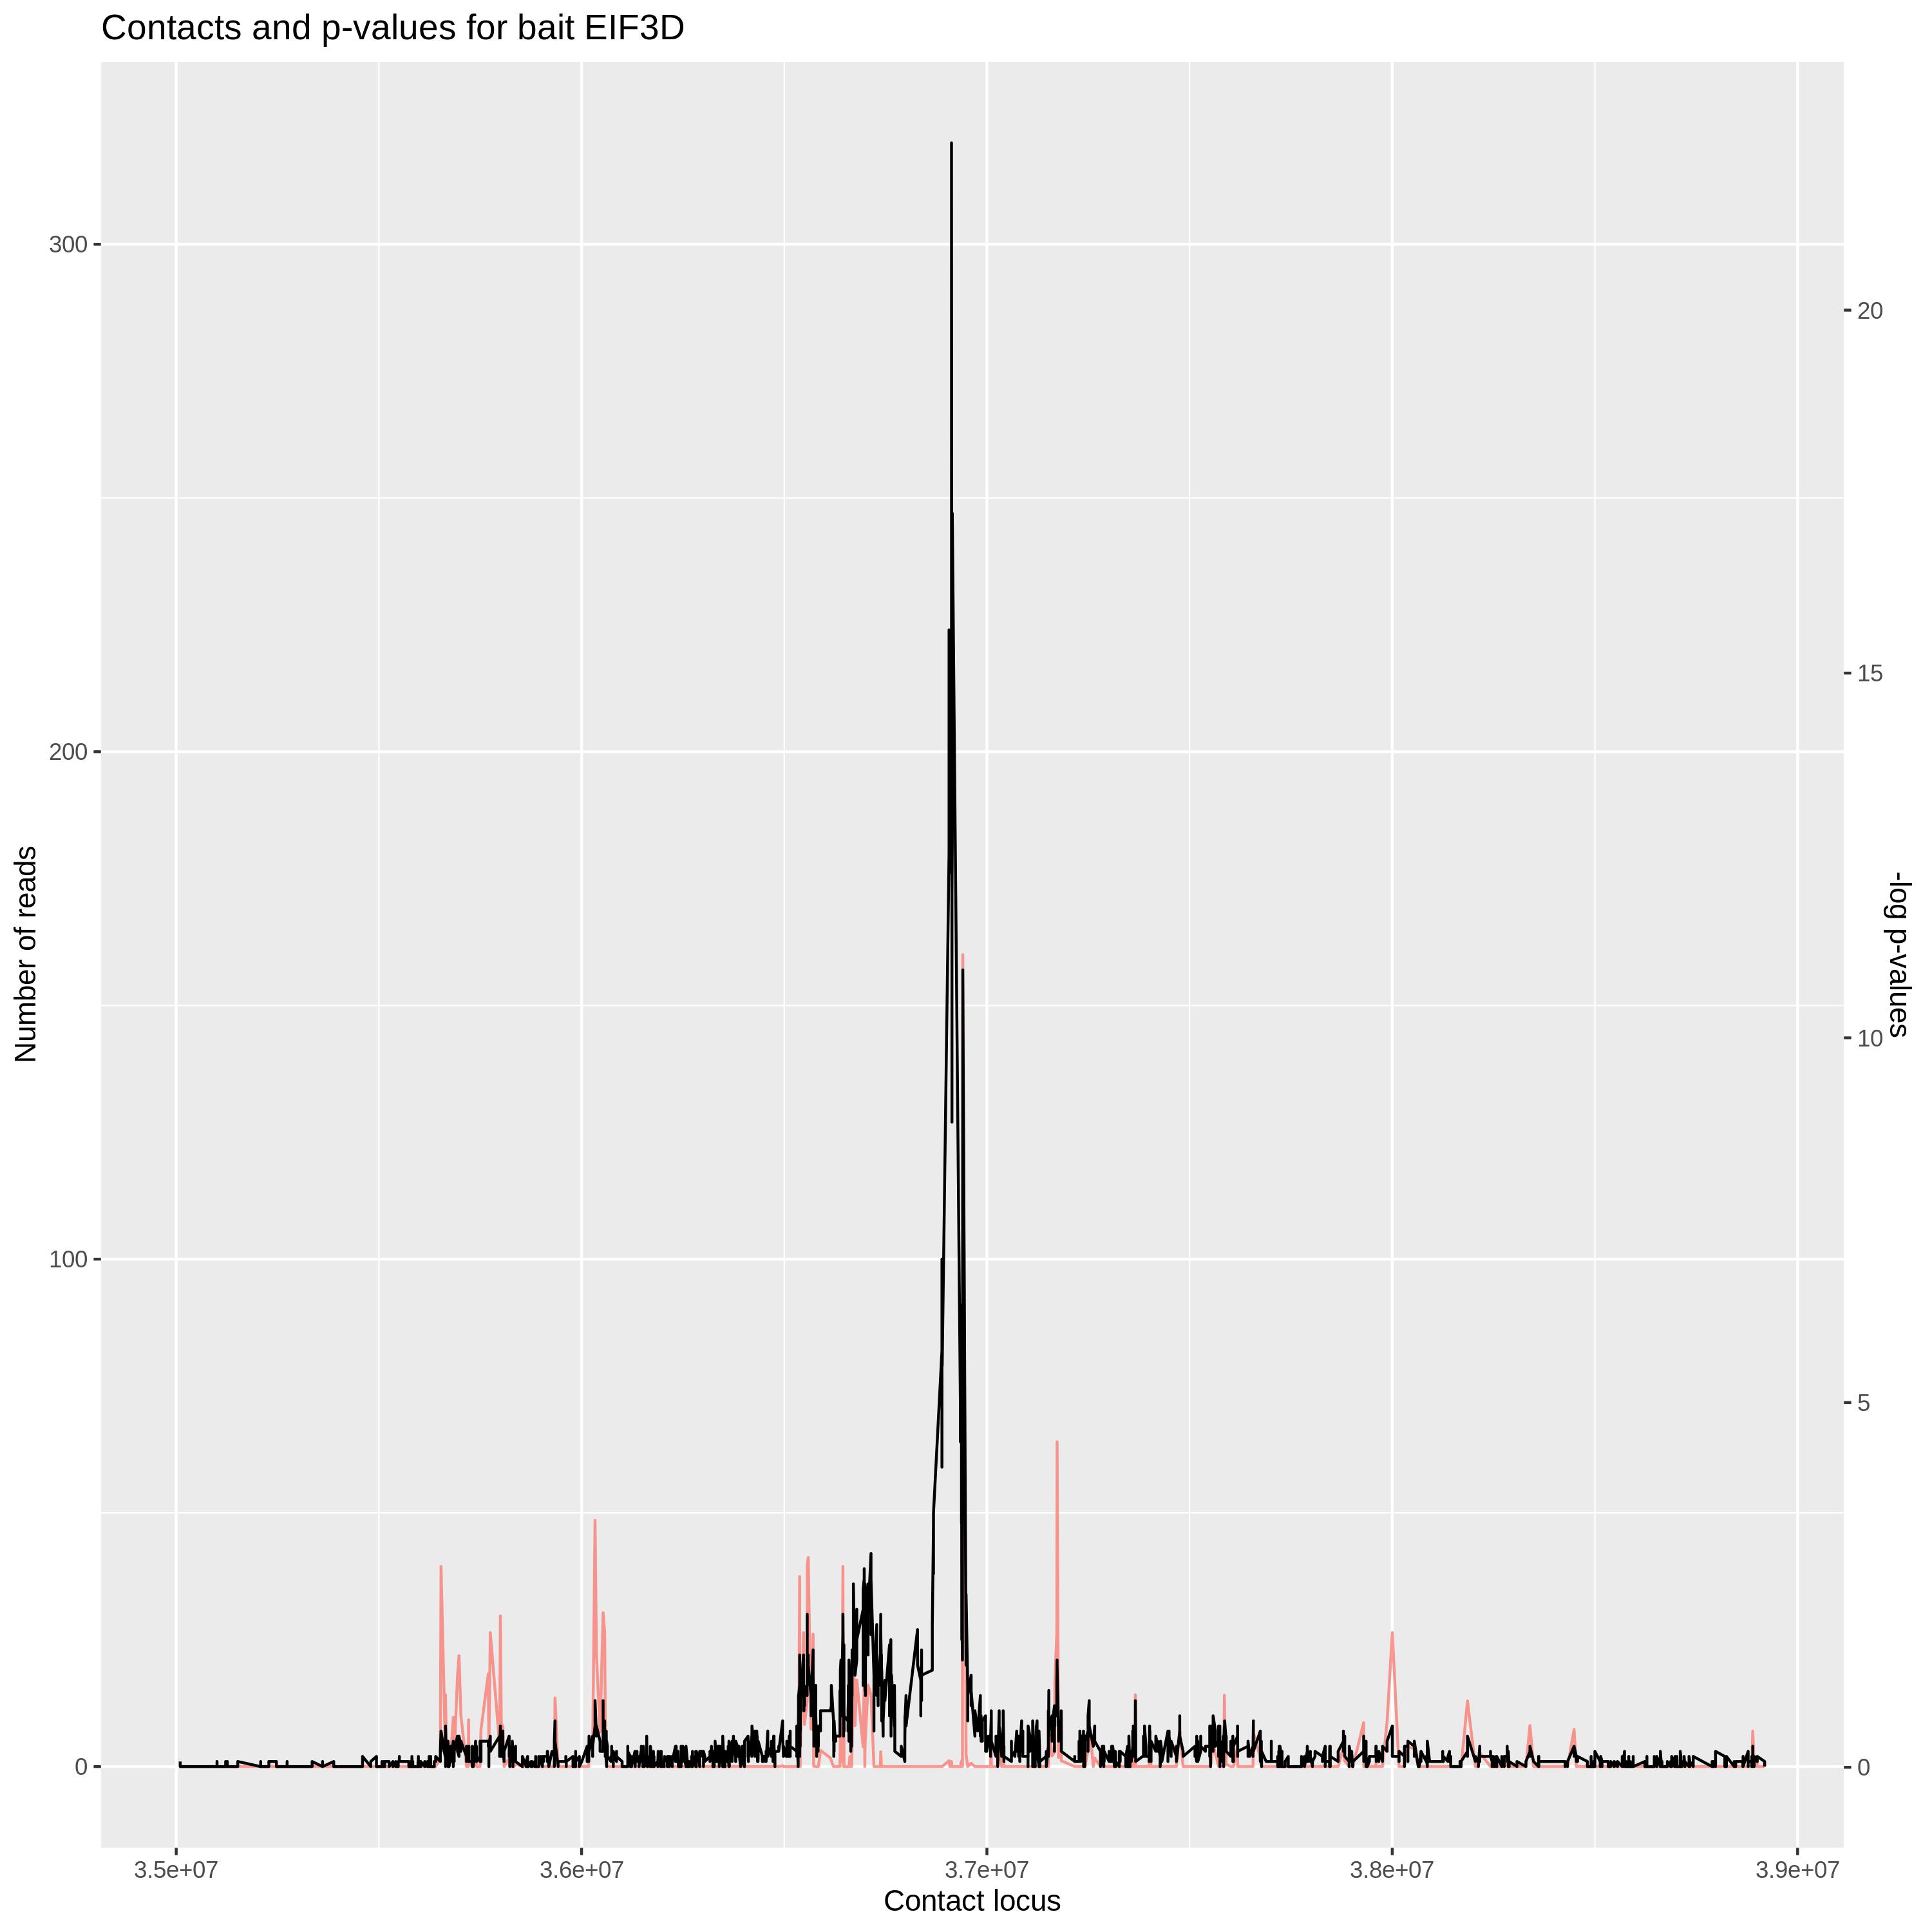 Contacts and p-values for bait EIF3D
300
200
100
0
Number of reads
20
15
10
5
0
-log p-values
3.5e+07 3.6e+07 3.7e+07 3.8e+07 3.9e+07
Contact locus